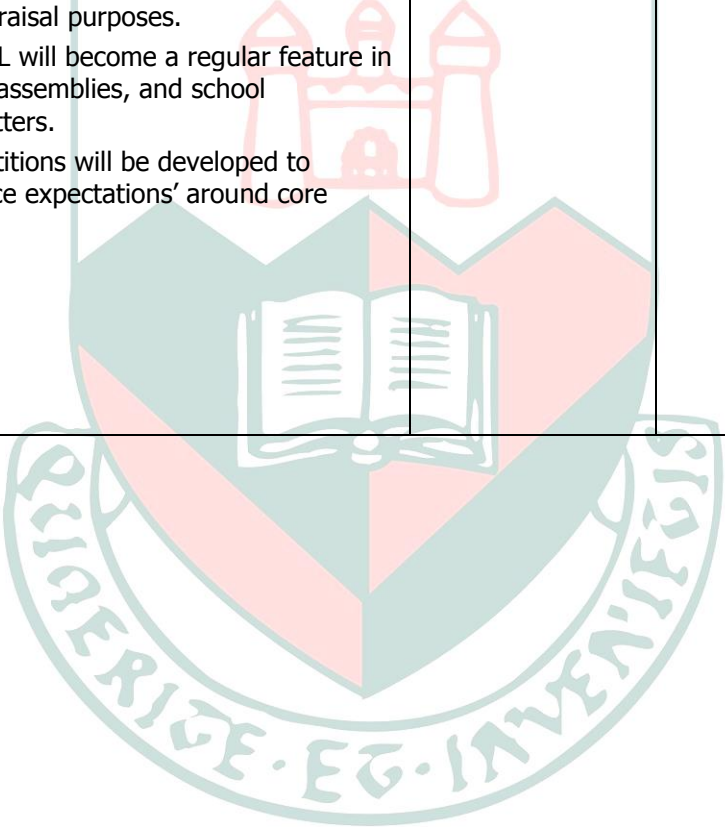 raisal purposes.
L will become a regular feature in
assemblies, and school
tters.
titions will be developed to
ce expectations’ around core
QUAERITE · ET · INVENIETIS